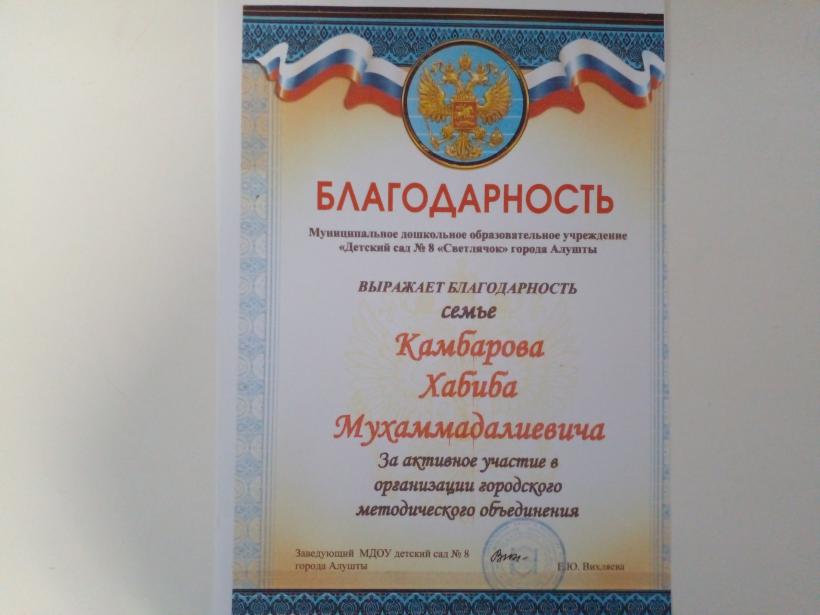 БЛАГОДАРНОСТЬ
Муниципальное дошкольное образовательное учреждение
«Детский сад № 8 «Светлячок» города Алушты
ВЫРАЖАЕТ БЛАГОДАРНОСТЬ
семье
Камбарова
Хабиба
Мухаммадалиевича
За активное участие в
организации городского
методического объединения
Заведующий МДОУ детский сад № 8
города Алушты Е.Ю. Вихляева